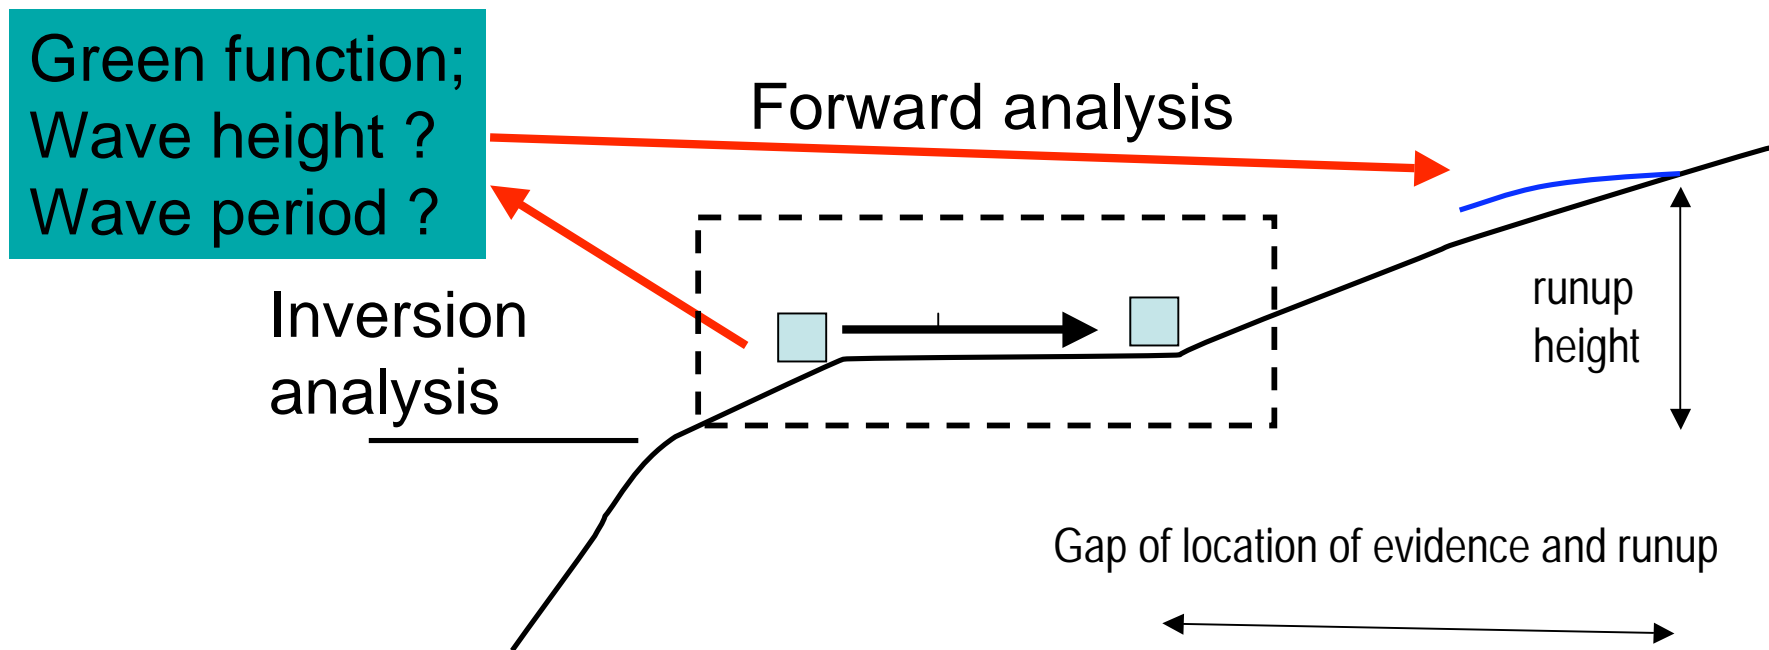 Green function;
Wave height ?
Wave period ?
Forward analysis
Inversion
analysis
runup
height
Gap of location of evidence and runup